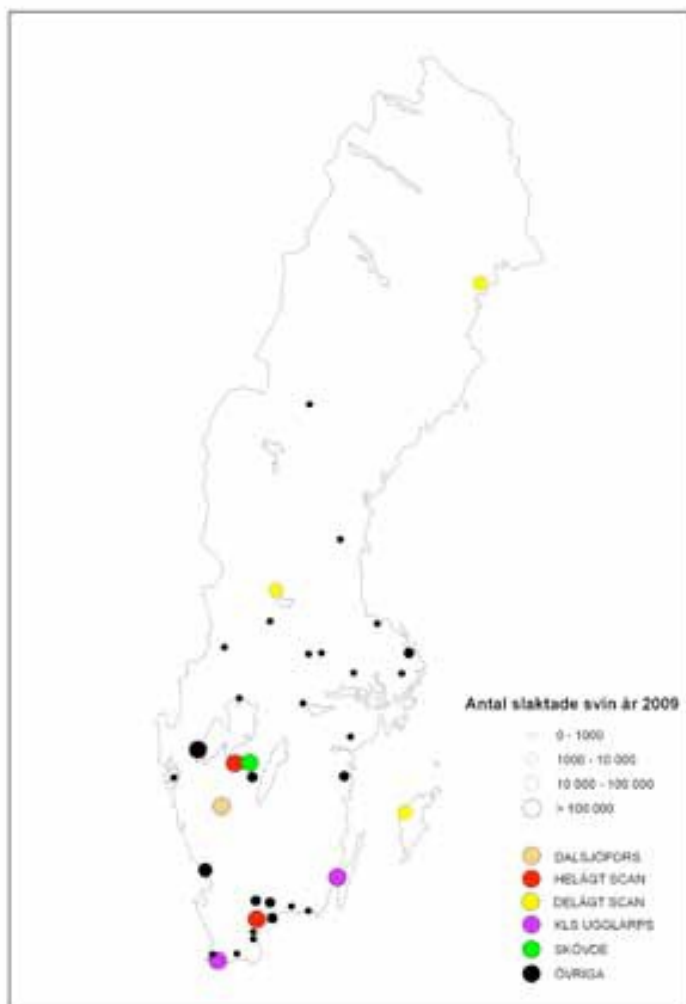 Antal slaktade svin år 2009
0 - 1000
1000 - 10 000
10 000 - 100 000
> 100 000
DALSJÖFORS
HELÄGT SCAN
DELÄGT SCAN
KLS UGGLARPS
SKÖVDE
ÖVRIGA